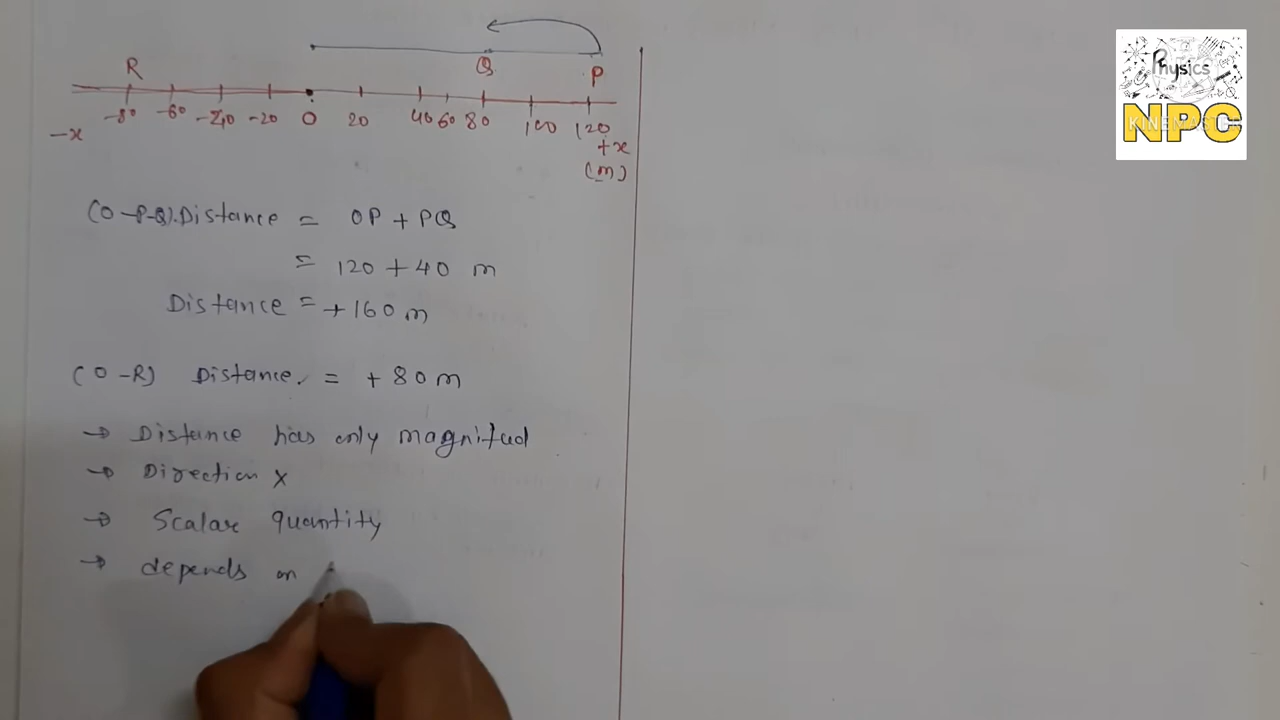 R Q P
-80 -60 -40 -20 0 20 40 60 80 100 120
-x +x
(m)
(O-P-Q).Distance = OP + PQ
= 120 + 40 m
Distance = +160 m
(O-R) Distance. = + 80 m
→ Distance has only magnitud
→ Direction X
→ Scalar quantity
→ depends on
Physics
NPC
KINEMASTER